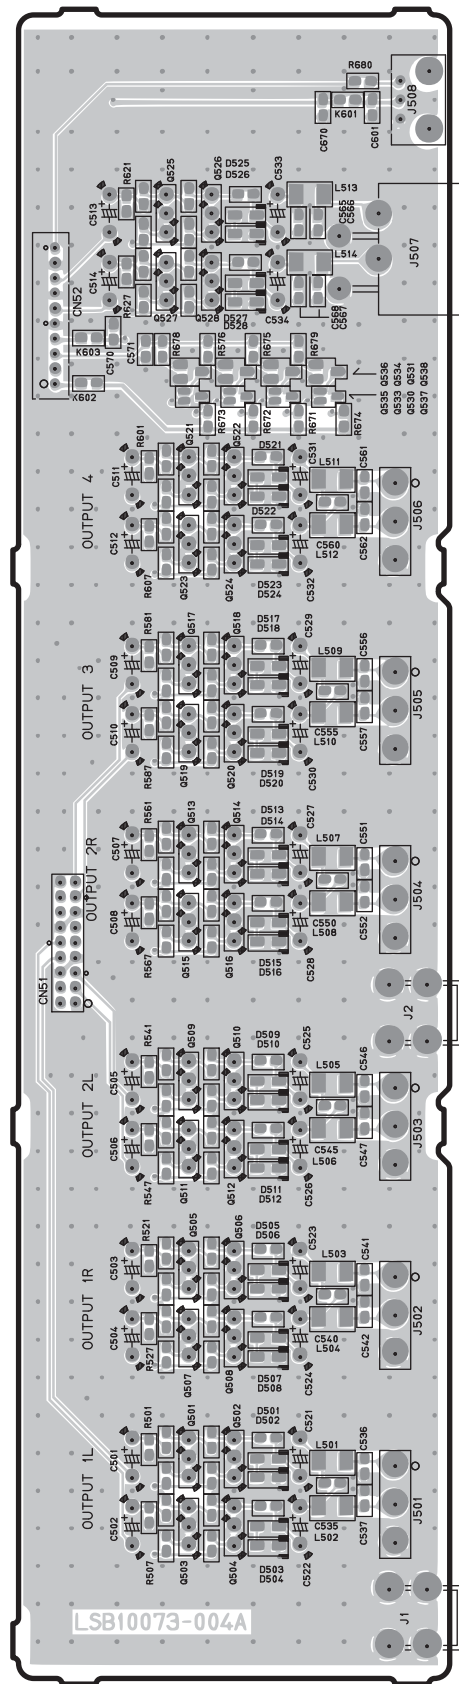 R680
J508
K601
C670
C601
R621
Q525
Q526
D525
D526
C533
L513
C513
C565
C566
J507
L514
C514
CN52
R627
Q527
Q528
D527
D528
C534
C568
C567
K603
C570
C571
R678
R576
R675
R679
Q536 Q534 Q531 Q538
Q535 Q533 Q530 Q537
K602
R673
R672
R671
R674
OUTPUT 4
R601
Q521
Q522
D521
C531
L511
C561
C511
D522
J506
C512
C560
L512
C562
R607
Q523
Q524
D523
D524
C532
OUTPUT 3
R581
Q517
Q518
D517
D518
C529
L509
C556
C509
J505
C510
C555
L510
C557
R587
Q519
Q520
D519
D520
C530
OUTPUT 2R
R561
Q513
Q514
D513
D514
C527
L507
C551
C507
J504
C508
C550
L508
C552
R567
Q515
Q516
D515
D516
C528
CN51
J2
OUTPUT 2L
R541
Q509
Q510
D509
D510
C525
L505
C546
C505
J503
C506
C545
L506
C547
R547
Q511
Q512
D511
D512
C526
OUTPUT 1R
R521
Q505
Q506
D505
D506
C523
L503
C541
C503
J502
C504
C540
L504
C542
R527
Q507
Q508
D507
D508
C524
OUTPUT 1L
R501
Q501
Q502
D501
D502
C521
L501
C536
C501
J501
C502
C535
L502
C537
R507
Q503
Q504
D503
D504
C522
J1
LSB10073-004A